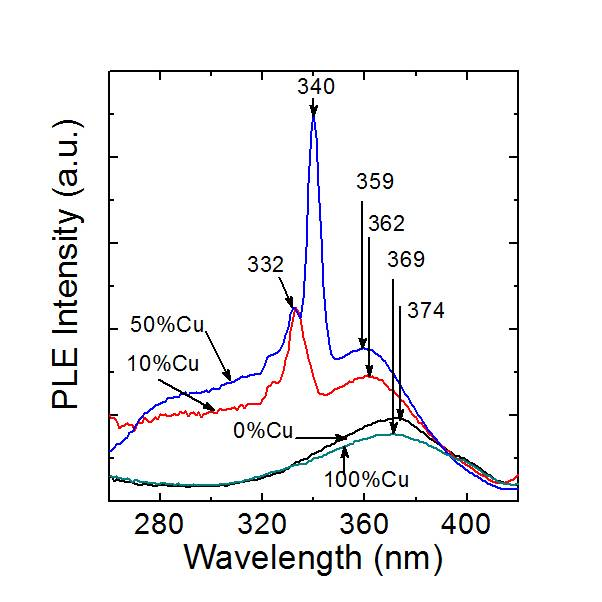 340
359
362
369
332
374
50%Cu
10%Cu
0%Cu
100%Cu
PLE Intensity (a.u.)
280 320 360 400
Wavelength (nm)